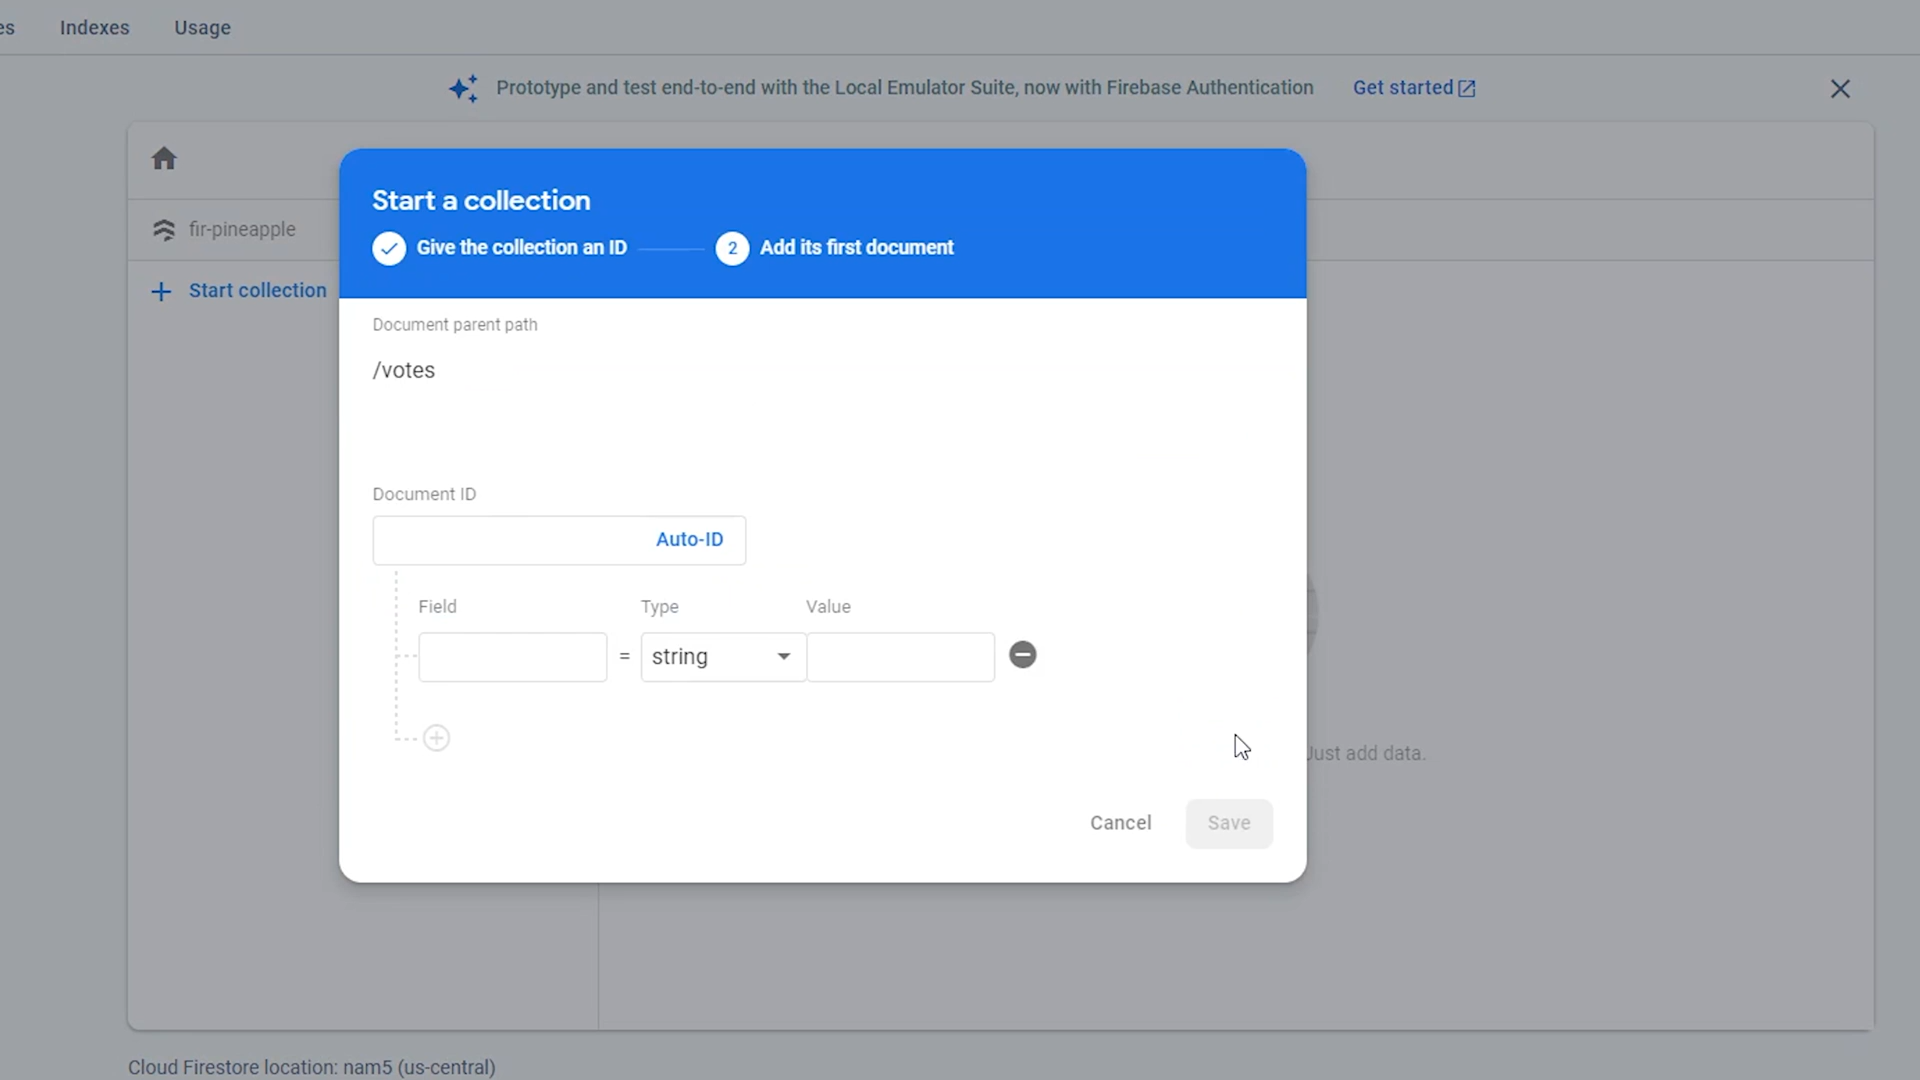 es Indexes Usage
Prototype and test end-to-end with the Local Emulator Suite, now with Firebase Authentication Get started
fir-pineapple
Start collection
Start a collection
Give the collection an ID 2 Add its first document
Document parent path
/votes
Document ID
Auto-ID
Field Type Value
= string
Just add data.
Cancel Save
Cloud Firestore location: nam5 (us-central)